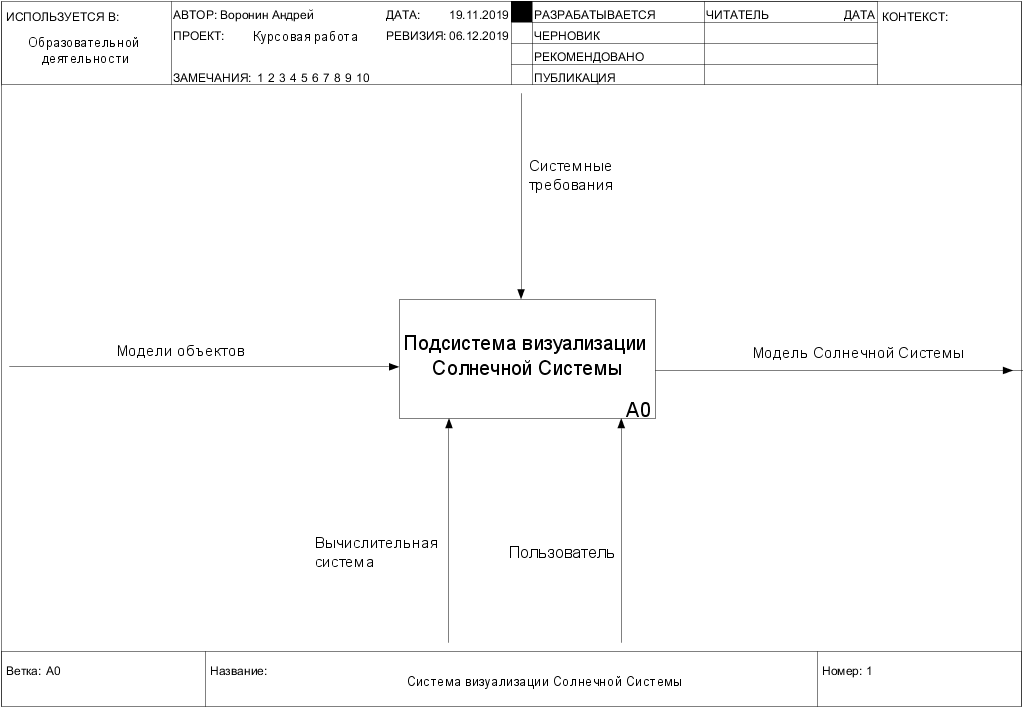 ИСПОЛЬЗУЕТСЯ В:
Образовательной
деятельности
АВТОР: Воронин Андрей
ДАТА: 19.11.2019
ПРОЕКТ: Курсовая работа
РЕВИЗИЯ: 06.12.2019
ЗАМЕЧАНИЯ: 1 2 3 4 5 6 7 8 9 10
РАЗРАБАТЫВАЕТСЯ
ЧЕРНОВИК
РЕКОМЕНДОВАНО
ПУБЛИКАЦИЯ
ЧИТАТЕЛЬ ДАТА
КОНТЕКСТ:
Системные
требования
Модели объектов
Подсистема визуализации
Солнечной Системы
A0
Модель Солнечной Системы
Вычислительная
система
Пользователь
Ветка: A0
Название:
Система визуализации Солнечной Системы
Номер: 1